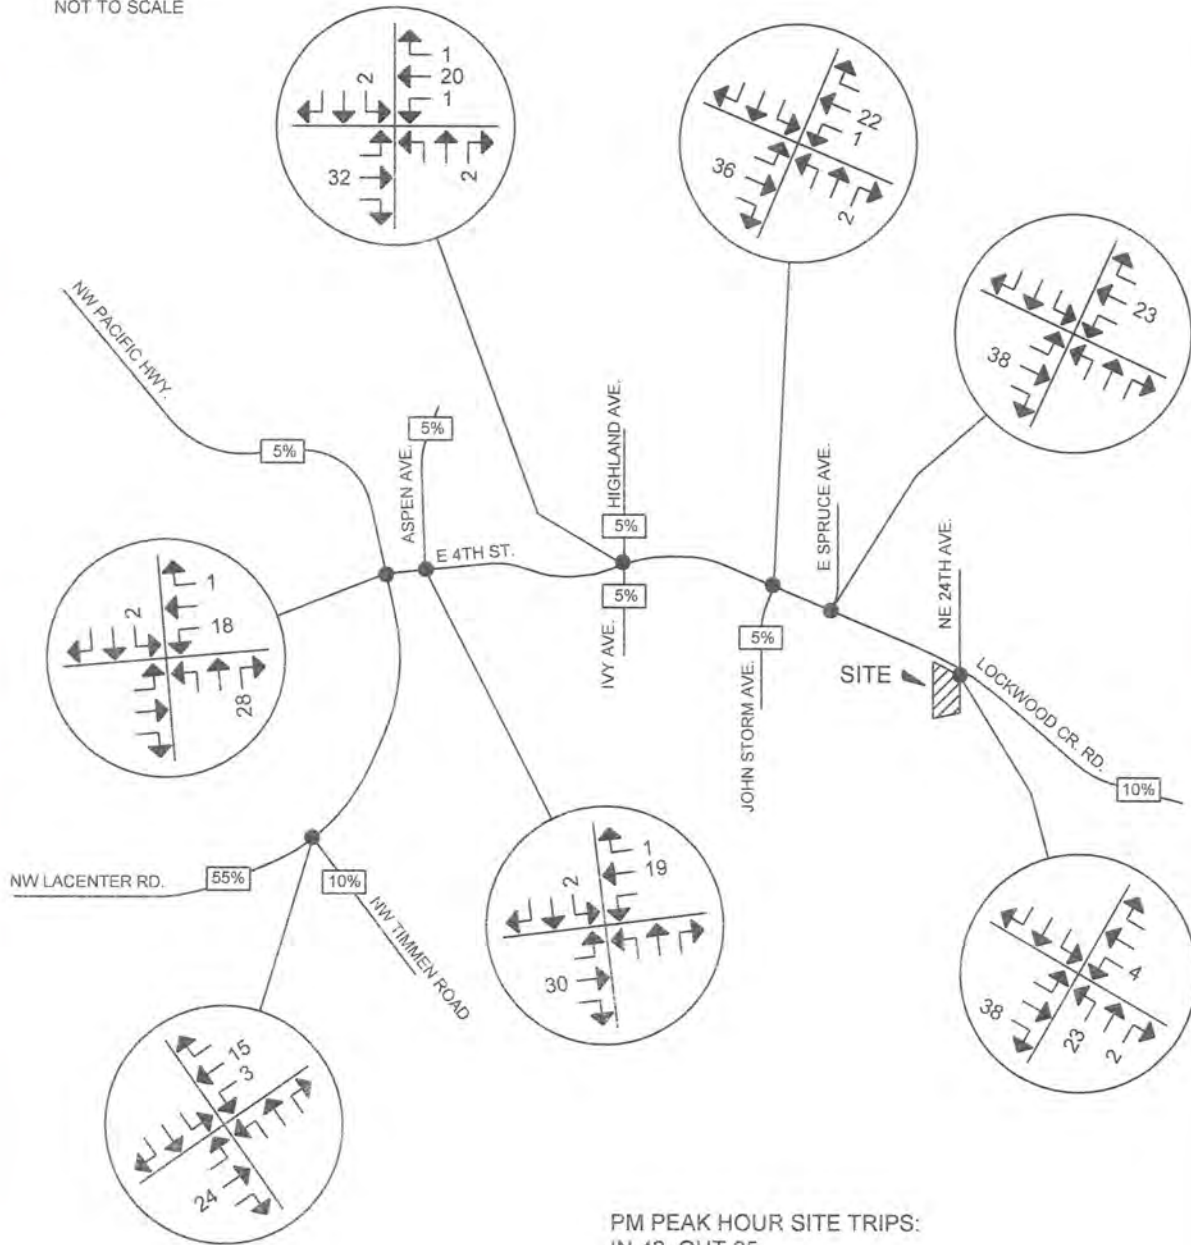 NOT TO SCALE
1
20
1
2
32
2
22
1
36
2
23
38
NW PACIFIC HWY.
5%
ASPEN AVE.
5%
E 4TH ST.
HIGHLAND AVE.
5%
5%
IVY AVE.
E SPRUCE AVE.
5%
JOHN STORM AVE.
NE 24TH AVE.
SITE
LOCKWOOD CR. RD.
10%
1
2
18
28
NW LACENTER RD.
55%
10%
NW TIMMEN ROAD
1
2
19
30
4
38
23
2
15
3
24
PM PEAK HOUR SITE TRIPS: